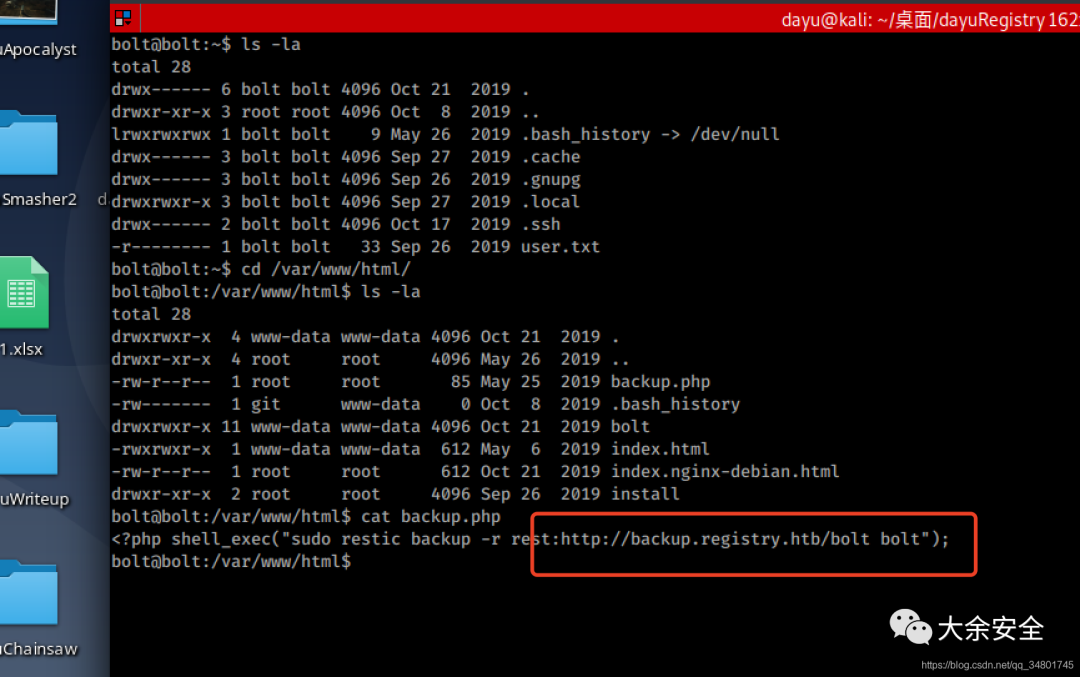 dayu@kali: ~/桌面/dayuRegistry 162
bolt@bolt:~$ ls -la
total 28
drwx------ 6 bolt bolt 4096 Oct 21  2019 .
drwxr-xr-x 3 root root 4096 Oct  8  2019 ..
lrwxrwxrwx 1 bolt bolt    9 May 26  2019 .bash_history -> /dev/null
drwx------ 3 bolt bolt 4096 Sep 27  2019 .cache
drwx------ 3 bolt bolt 4096 Sep 26  2019 .gnupg
drwxrwxr-x 3 bolt bolt 4096 Sep 27  2019 .local
drwx------ 2 bolt bolt 4096 Oct 17  2019 .ssh
-r-------- 1 bolt bolt   33 Sep 26  2019 user.txt
bolt@bolt:~$ cd /var/www/html/
bolt@bolt:/var/www/html$ ls -la
total 28
drwxrwxr-x  4 www-data www-data 4096 Oct 21  2019 .
drwxr-xr-x  4 root     root     4096 May 26  2019 ..
-rw-r--r--  1 root     root       85 May 25  2019 backup.php
-rw-------  1 git      www-data    0 Oct  8  2019 .bash_history
drwxrwxr-x 11 www-data www-data 4096 Oct 21  2019 bolt
-rwxrwxr-x  1 www-data www-data  612 May  6  2019 index.html
-rw-r--r--  1 root     root      612 Oct 21  2019 index.nginx-debian.html
drwxr-xr-x  2 root     root     4096 Sep 26  2019 install
bolt@bolt:/var/www/html$ cat backup.php
<?php shell_exec("sudo restic backup -r rest:http://backup.registry.htb/bolt bolt");
bolt@bolt:/var/www/html$
uApocalyst
Smasher2
d
1.xlsx
uWriteup
uChainsaw
大余安全
https://blog.csdn.net/qq_34801745